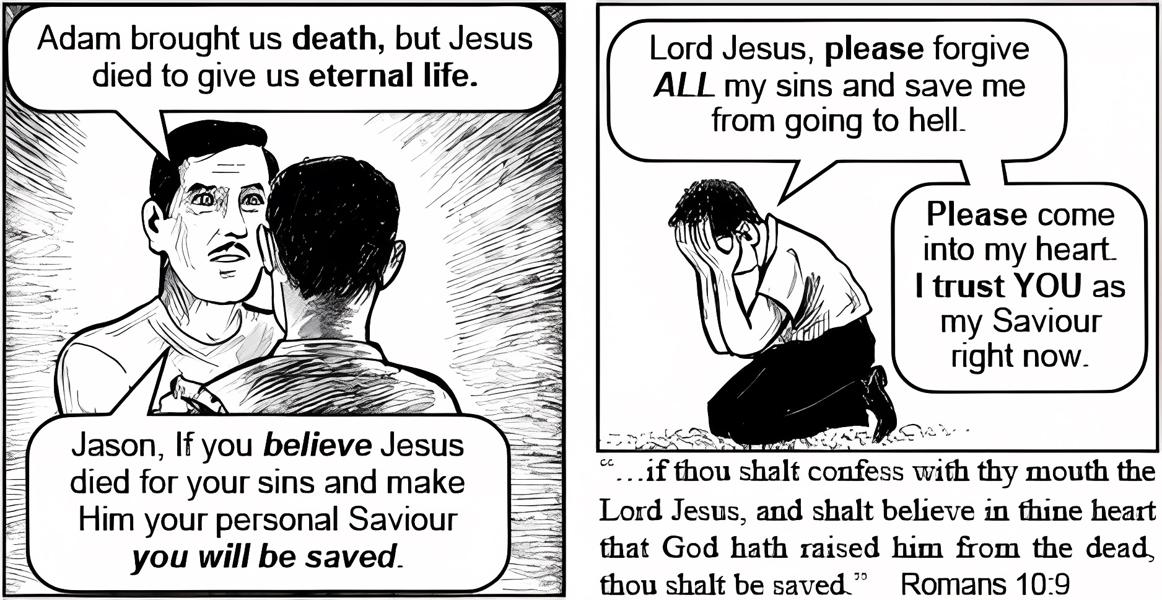 Adam brought us death, but Jesus
died to give us eternal life.
Jason, If you believe Jesus
died for your sins and make
Him your personal Saviour
you will be saved.
Lord Jesus, please forgive
ALL my sins and save me
from going to hell.
Please come
into my heart.
I trust YOU as
my Saviour
right now.
“...if thou shalt confess with thy mouth the
Lord Jesus, and shalt believe in thine heart
that God hath raised him from the dead,
thou shalt be saved.” Romans 10:9